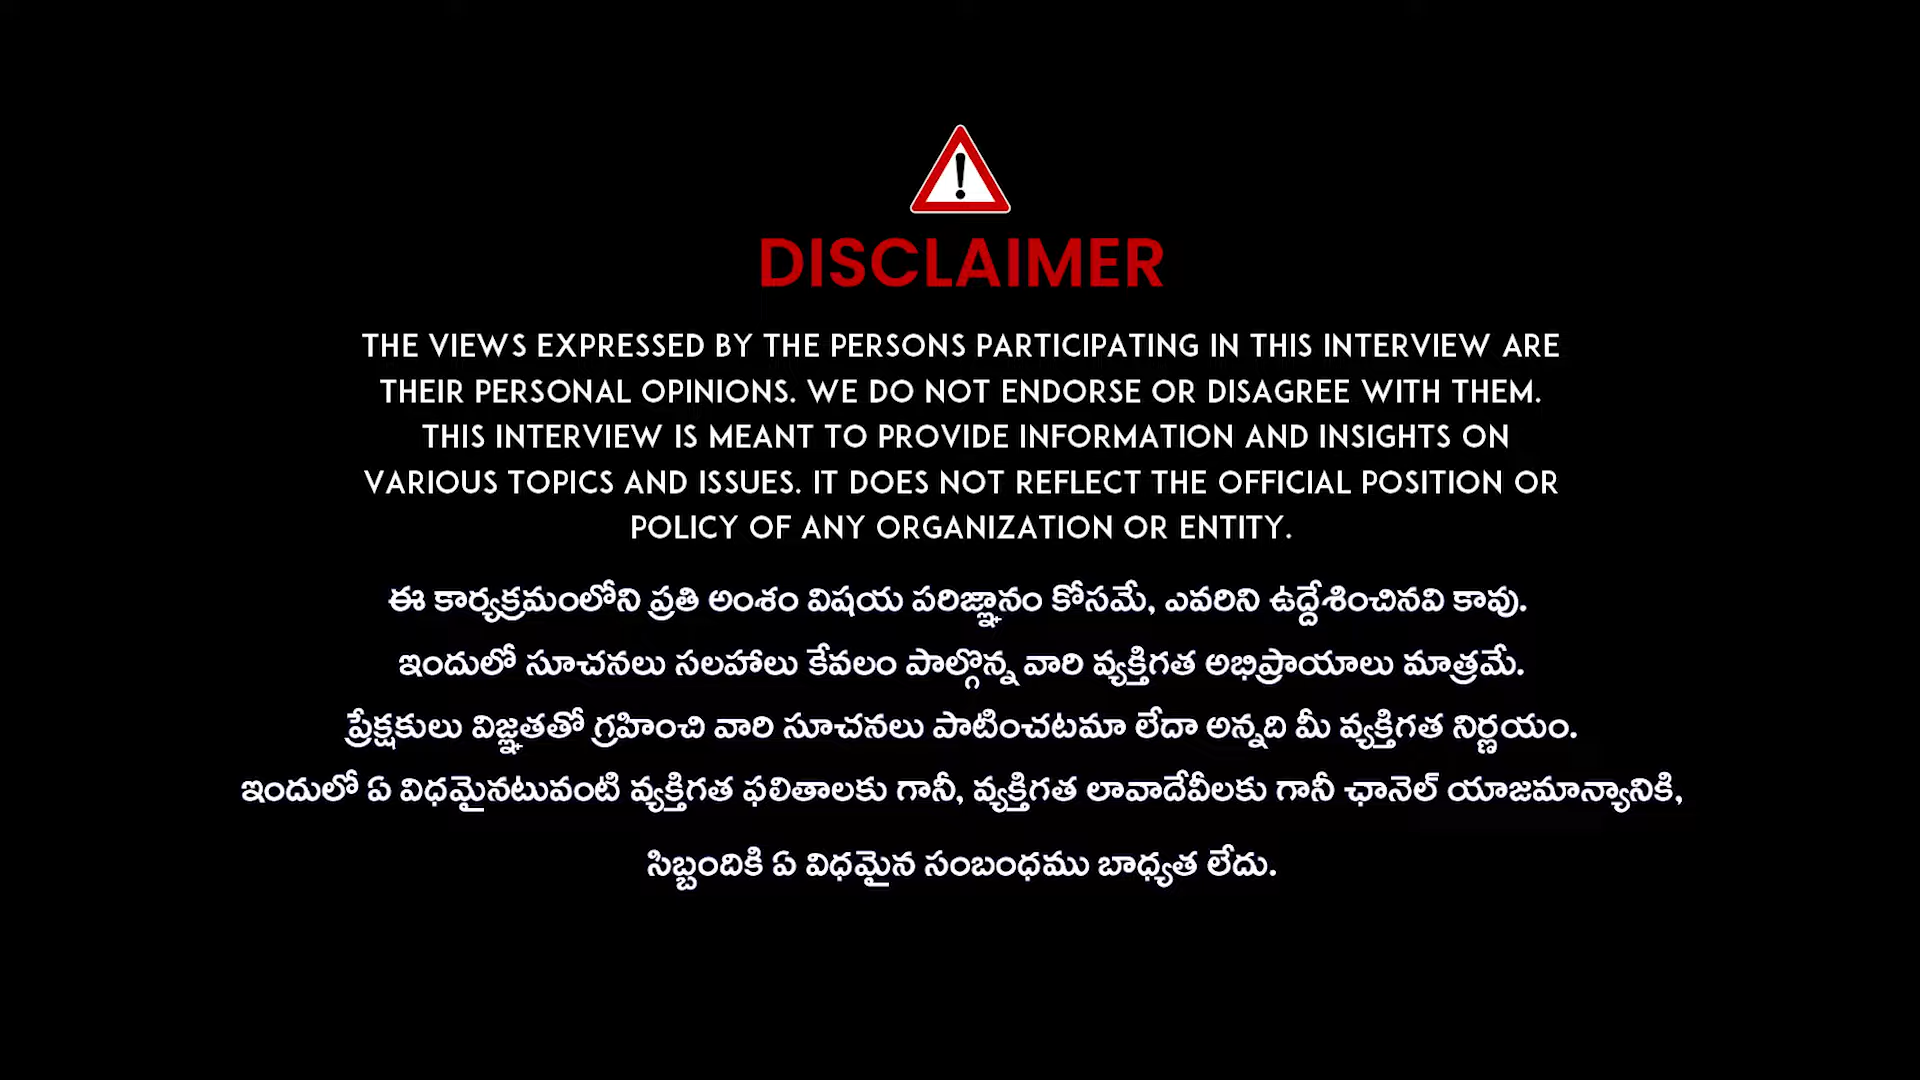 DISCLAIMER
THE VIEWS EXPRESSED BY THE PERSONS PARTICIPATING IN THIS INTERVIEW ARE
THEIR PERSONAL OPINIONS. WE DO NOT ENDORSE OR DISAGREE WITH THEM.
THIS INTERVIEW IS MEANT TO PROVIDE INFORMATION AND INSIGHTS ON
VARIOUS TOPICS AND ISSUES. IT DOES NOT REFLECT THE OFFICIAL POSITION OR
POLICY OF ANY ORGANIZATION OR ENTITY.
ఈ కార్యక్రమంలోని ప్రతి అంశం విషయ పరిజ్ఞానం కోసమే, ఎవరిని ఉద్దేశించినవి కావు.
ఇందులో సూచనలు సలహాలు కేవలం పాల్గొన్న వారి వ్యక్తిగత అభిప్రాయాలు మాత్రమే.
ప్రేక్షకులు విజ్ఞతతో గ్రహించి వారి సూచనలు పాటించటమా లేదా అన్నది మీ వ్యక్తిగత నిర్ణయం.
ఇందులో ఏ విధమైనటువంటి వ్యక్తిగత ఫలితాలకు గానీ, వ్యక్తిగత లావాదేవీలకు గానీ ఛానెల్ యాజమాన్యానికి,
సిబ్బందికి ఏ విధమైన సంబంధము బాధ్యత లేదు.